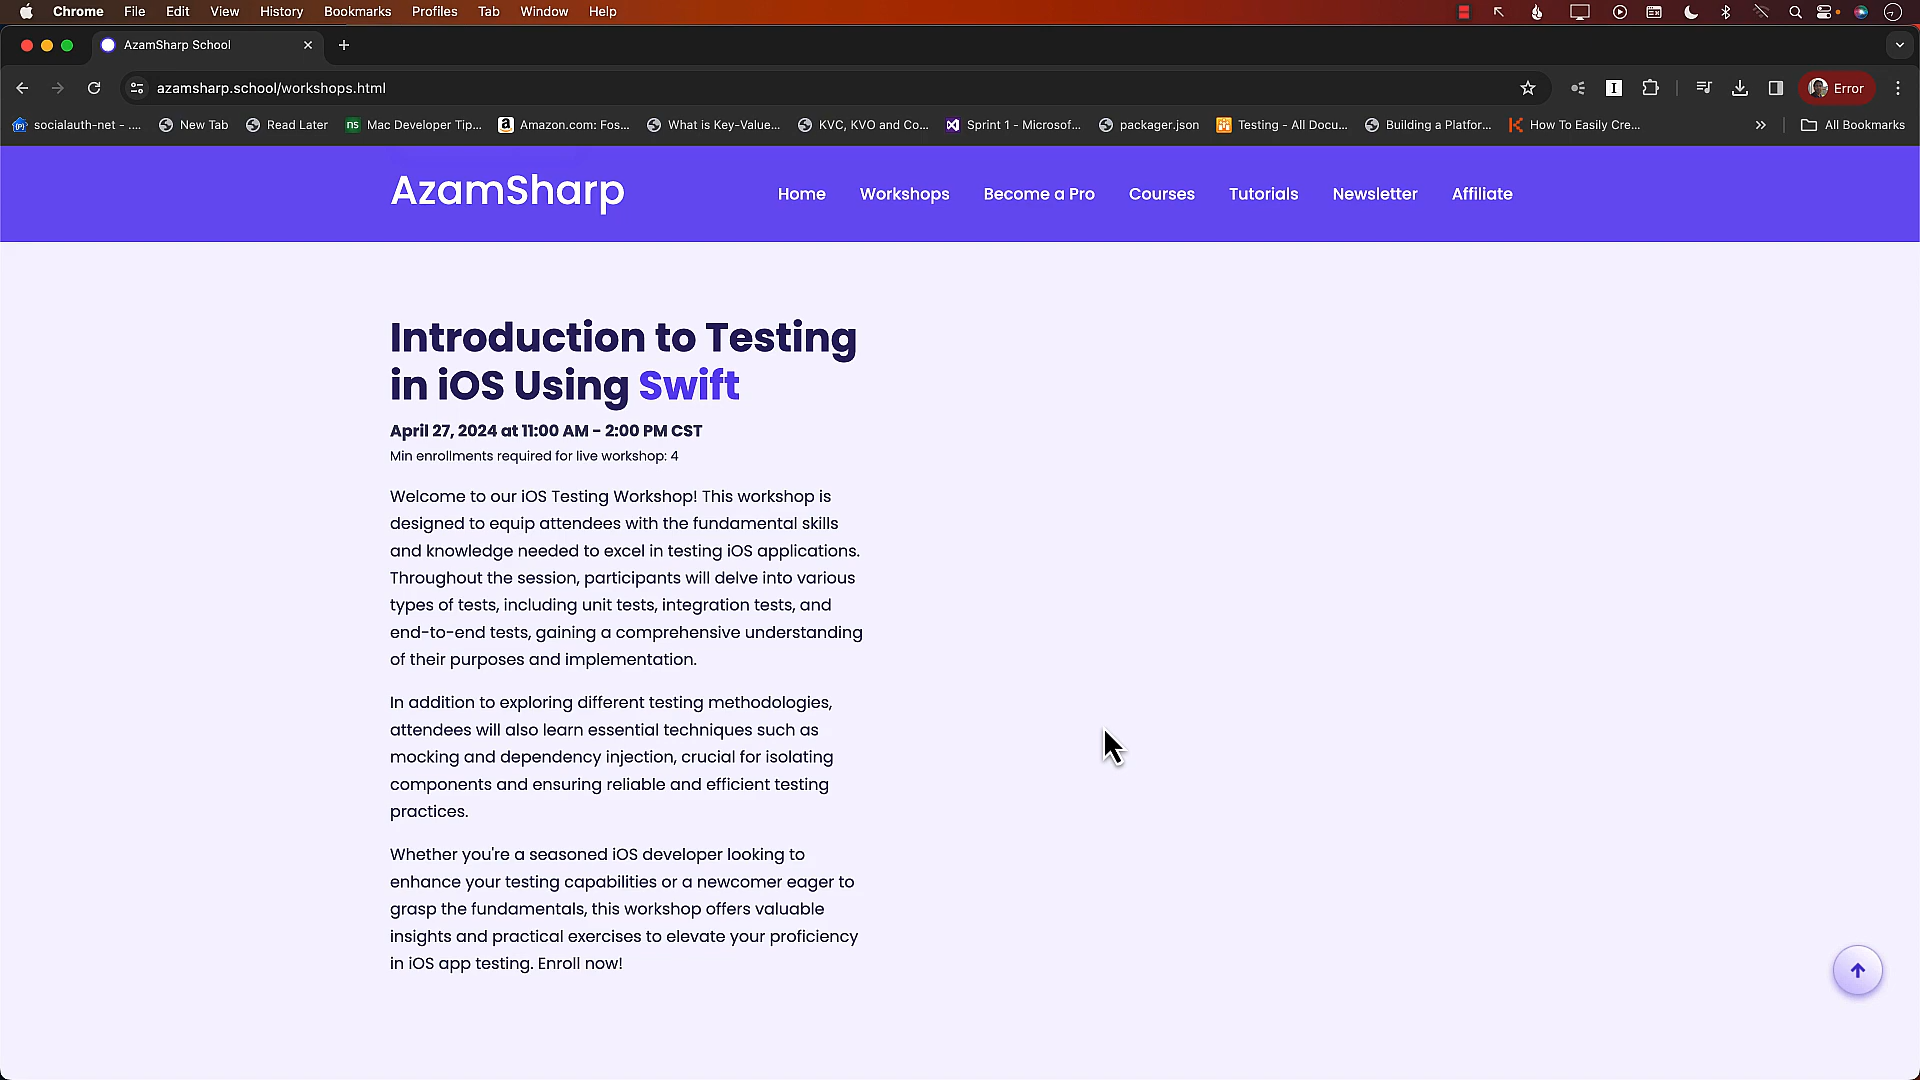 Chrome File Edit View History Bookmarks Profiles Tab Window Help
AzamSharp School
azamsharp.school/workshops.html
Error
socialauth-net - .... New Tab Read Later Mac Developer Tip... Amazon.com: Fos... What is Key-Value... KVC, KVO and Co... Sprint 1 - Microsof... packager.json Testing - All Docu... Building a Platfor... How To Easily Cre... » All Bookmarks
AzamSharp
Home Workshops Become a Pro Courses Tutorials Newsletter Affiliate
Introduction to Testing
in iOS Using Swift
April 27, 2024 at 11:00 AM - 2:00 PM CST
Min enrollments required for live workshop: 4
Welcome to our iOS Testing Workshop! This workshop is
designed to equip attendees with the fundamental skills
and knowledge needed to excel in testing iOS applications.
Throughout the session, participants will delve into various
types of tests, including unit tests, integration tests, and
end-to-end tests, gaining a comprehensive understanding
of their purposes and implementation.
In addition to exploring different testing methodologies,
attendees will also learn essential techniques such as
mocking and dependency injection, crucial for isolating
components and ensuring reliable and efficient testing
practices.
Whether you're a seasoned iOS developer looking to
enhance your testing capabilities or a newcomer eager to
grasp the fundamentals, this workshop offers valuable
insights and practical exercises to elevate your proficiency
in iOS app testing. Enroll now!